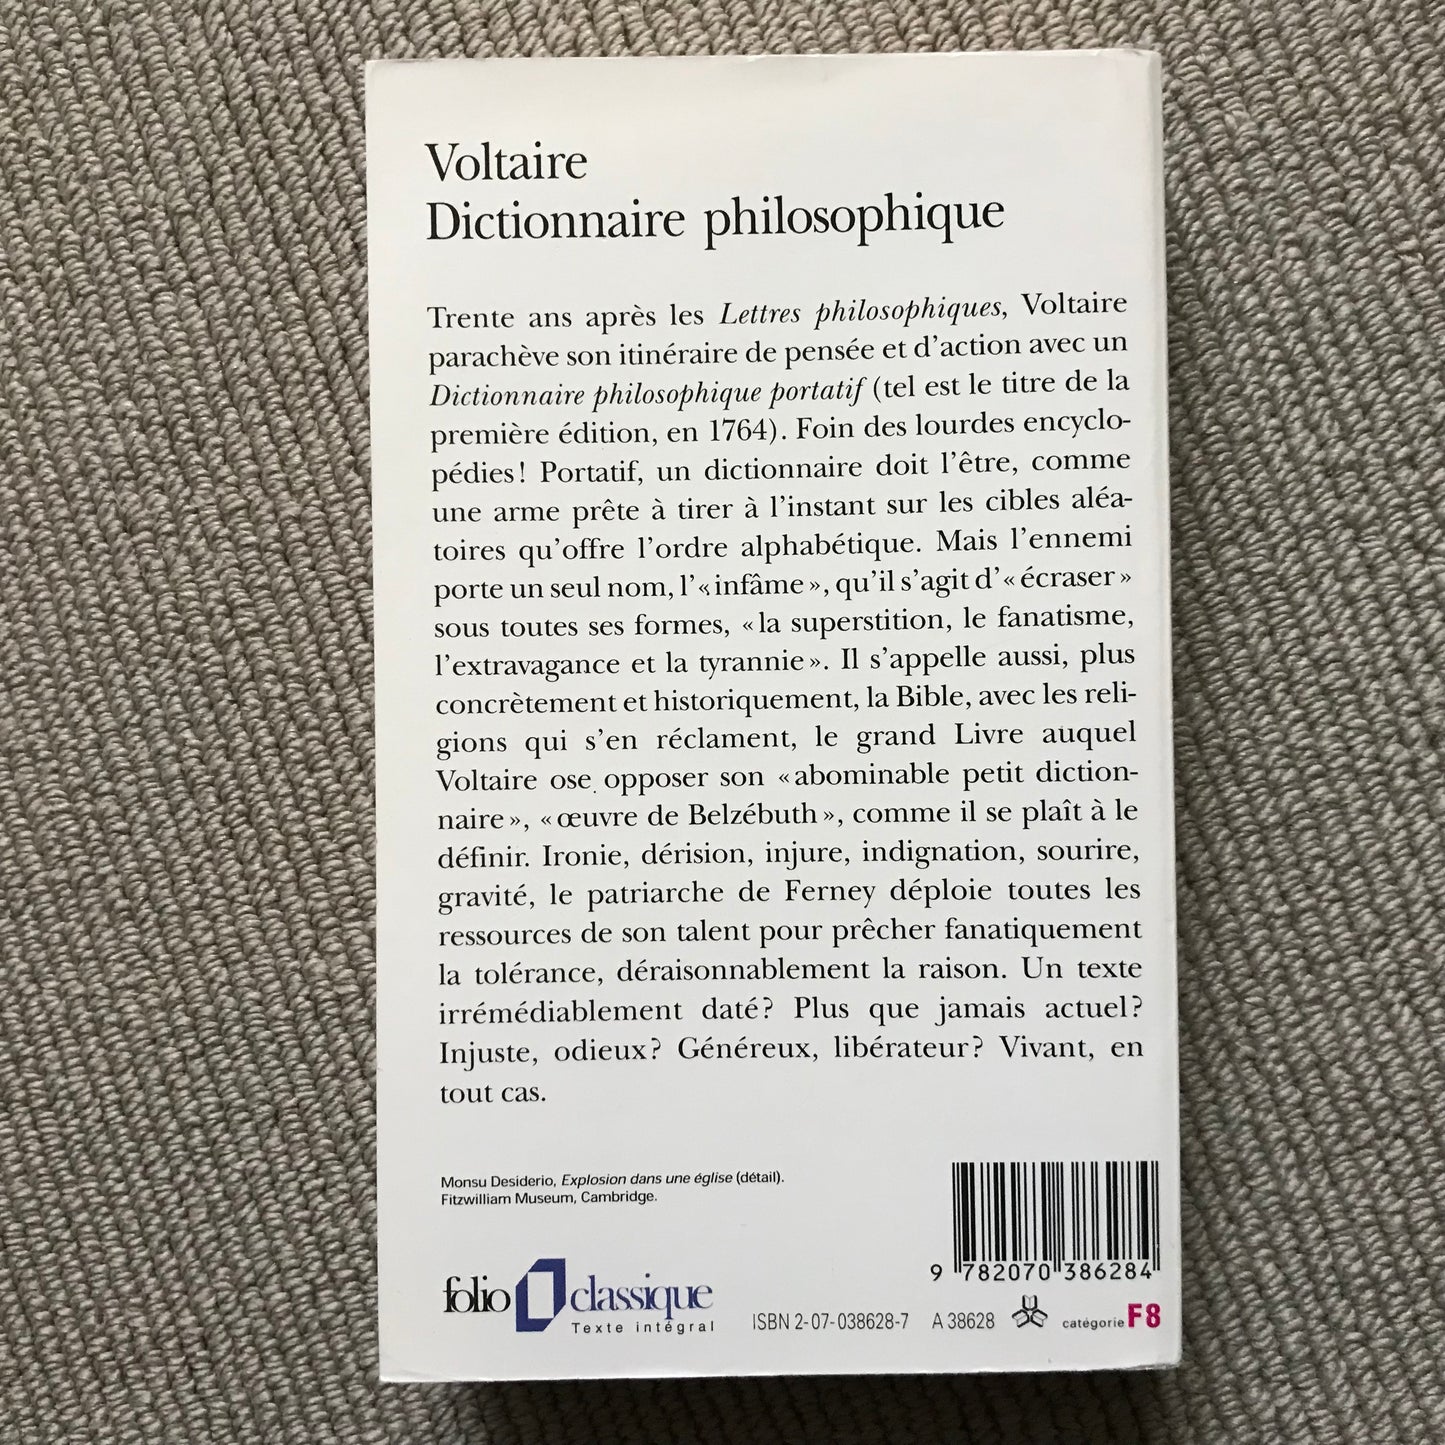 Voltaire
Dictionnaire philosophique
Trente ans après les Lettres philosophiques, Voltaire
parachève son itinéraire de pensée et d'action avec un
Dictionnaire philosophique portatif (tel est le titre de la
première édition, en 1764). Foin des lourdes encyclo-
pédies! Portatif, un dictionnaire doit l'être, comme
une arme prête à tirer à l'instant sur les cibles aléa-
toires qu'offre l'ordre alphabétique. Mais l'ennemi
porte un seul nom, l'« infâme », qu'il s'agit d'« écraser »
sous toutes ses formes, « la superstition, le fanatisme,
l'extravagance et la tyrannie ». Il s'appelle aussi, plus
concrètement et historiquement, la Bible, avec les reli-
gions qui s'en réclament, le grand Livre auquel
Voltaire ose opposer son « abominable petit diction-
naire », « œuvre de Belzébuth », comme il se plaît à le
définir. Ironie, dérision, injure, indignation, sourire,
gravité, le patriarche de Ferney déploie toutes les
ressources de son talent pour prêcher fanatiquement
la tolérance, déraisonnablement la raison. Un texte
irrémédiablement daté? Plus que jamais actuel?
Injuste, odieux? Généreux, libérateur? Vivant, en
tout cas.
Monsu Desiderio, Explosion dans une église (détail).
Fitzwilliam Museum, Cambridge.
9 782070 386284
folio classique
Texte intégral
ISBN 2-07-038628-7 A 38628 catégorie F8